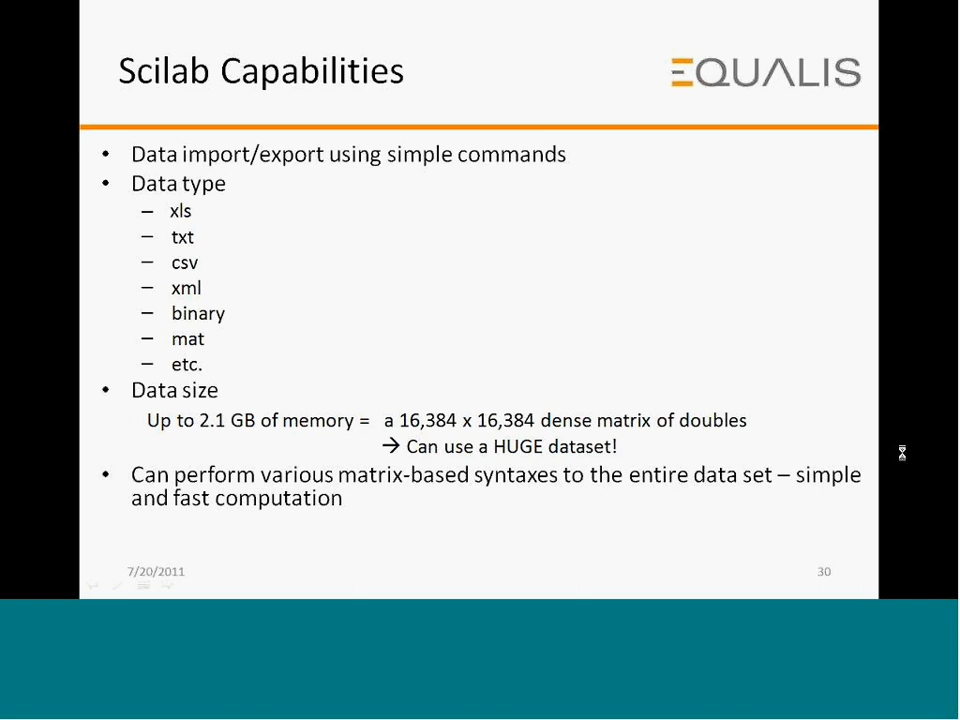 Scilab Capabilities
EQUALIS
• Data import/export using simple commands
• Data type
– xls
– txt
– csv
– xml
– binary
– mat
– etc.
• Data size
Up to 2.1 GB of memory = a 16,384 x 16,384 dense matrix of doubles
→ Can use a HUGE dataset!
• Can perform various matrix-based syntaxes to the entire data set – simple
and fast computation
7/20/2011
30